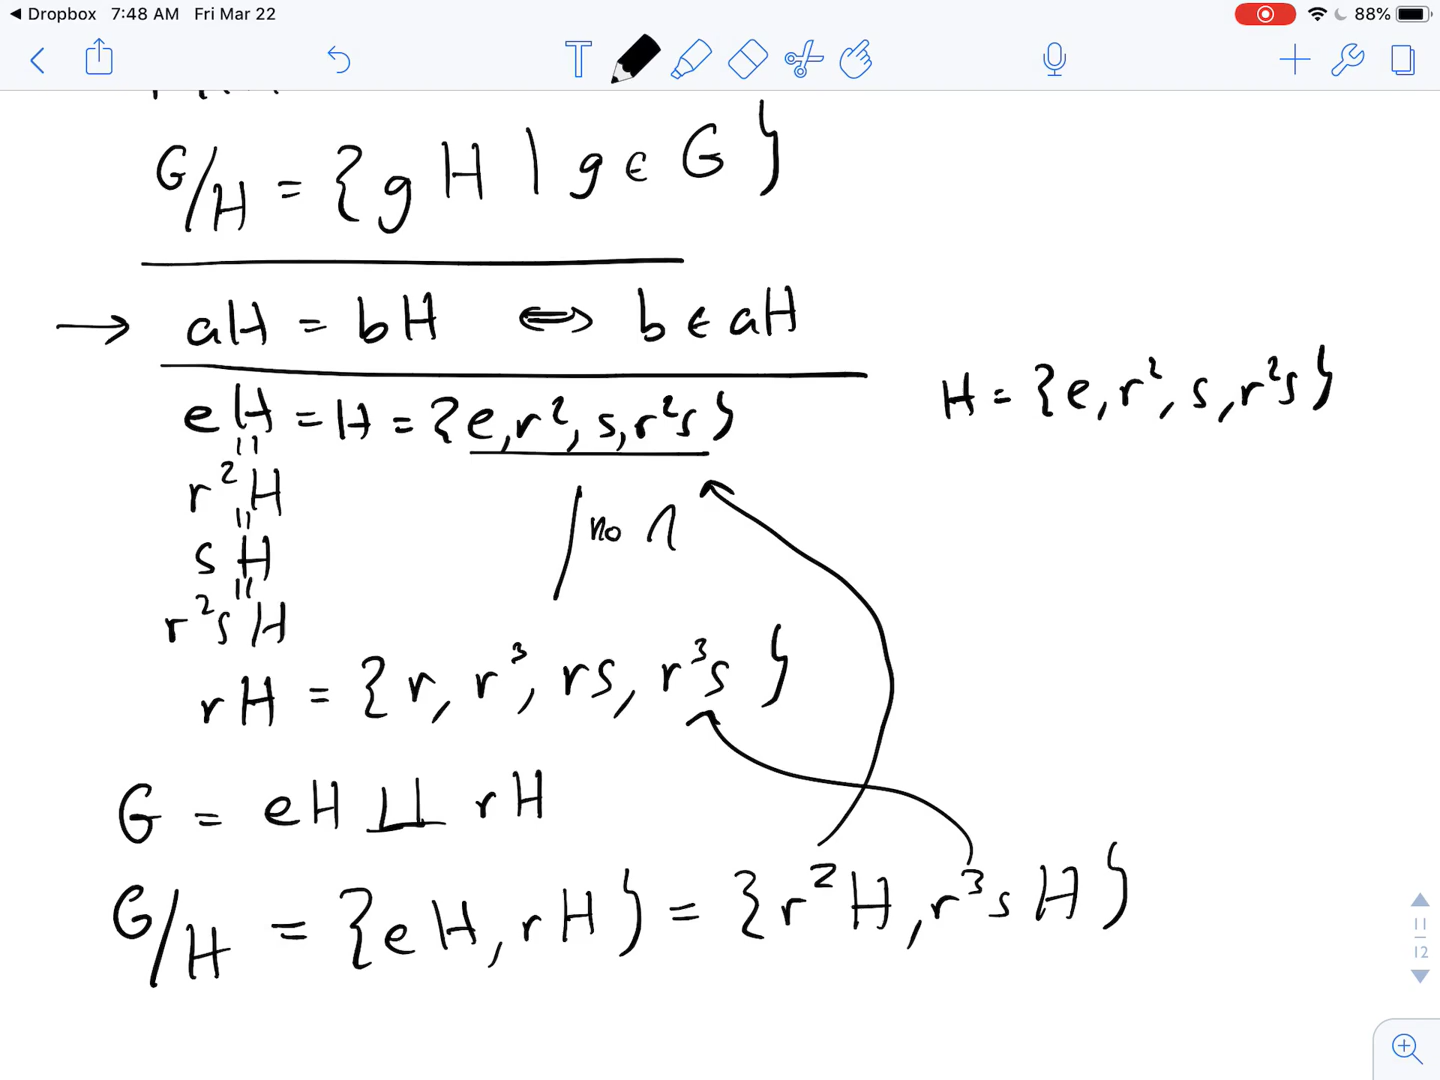 Dropbox 7:48 AM Fri Mar 22 88%
T
G/H = {gH | g ∈ G}
→ aH = bH ⇔ b ∈ aH
H = {e, r², s, r²s}
eH = H = {e, r², s, r²s}
=
r²H
=
sH
=
r²sH
no ∩
rH = {r, r³, rs, r³s}
G = eH ⊔ rH
G/H = {eH, rH} = {r²H, r³sH}
11
12